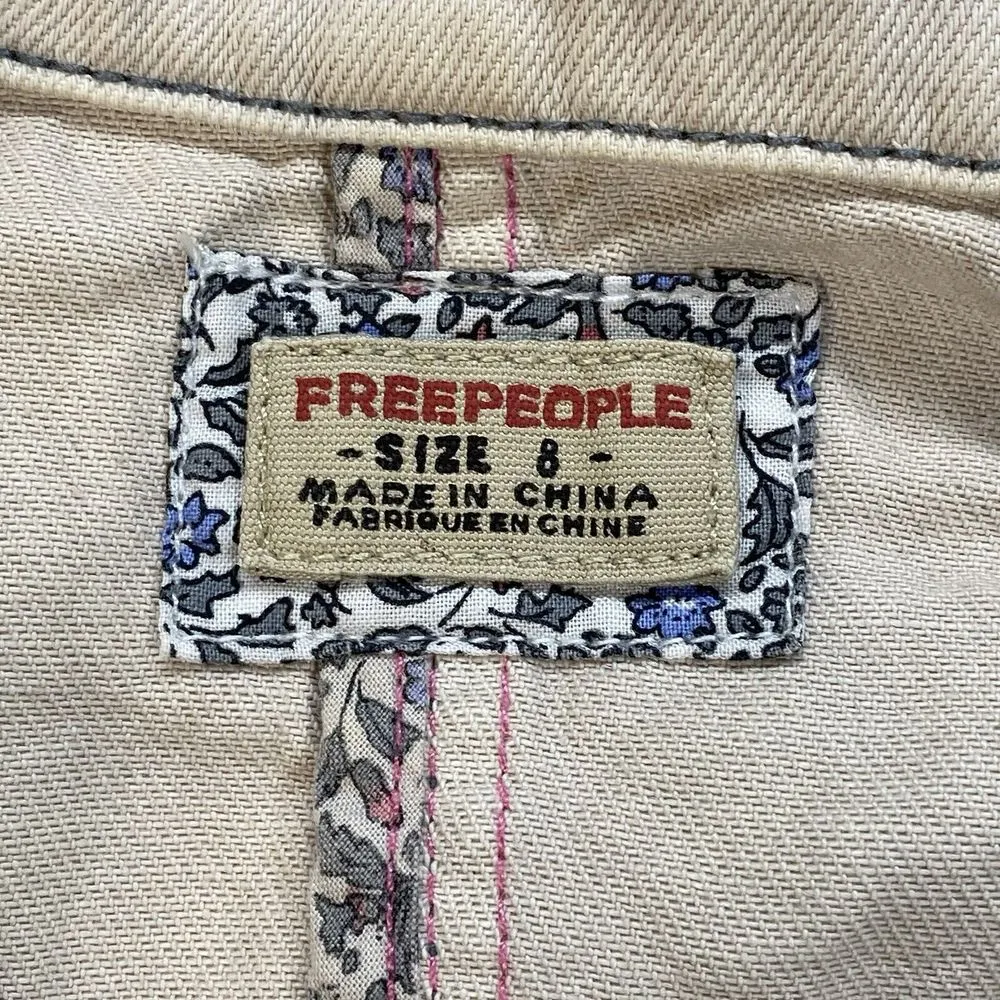 FREEPEOPLE
- SIZE 8 -
MADE IN CHINA
FABRIQUE EN CHINE